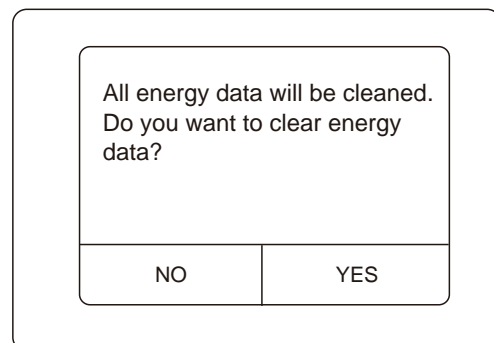 All energy data will be cleaned.
Do you want to clear energy
data?
NO
YES